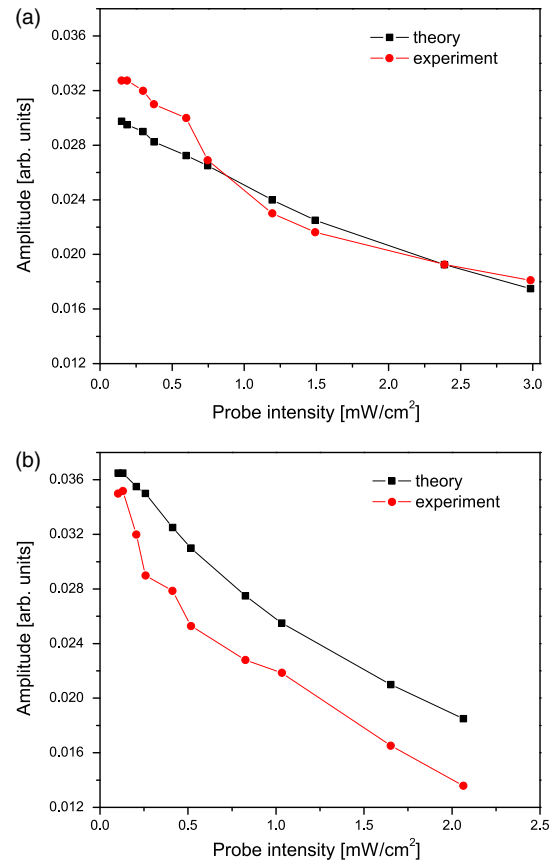 (a)
theory
experiment
Amplitude [arb. units]
0.036
0.032
0.028
0.024
0.020
0.016
0.012
0.0 0.5 1.0 1.5 2.0 2.5 3.0
Probe intensity [mW/cm²]
(b)
theory
experiment
Amplitude [arb. units]
0.036
0.032
0.028
0.024
0.020
0.016
0.012
0.0 0.5 1.0 1.5 2.0 2.5
Probe intensity [mW/cm²]